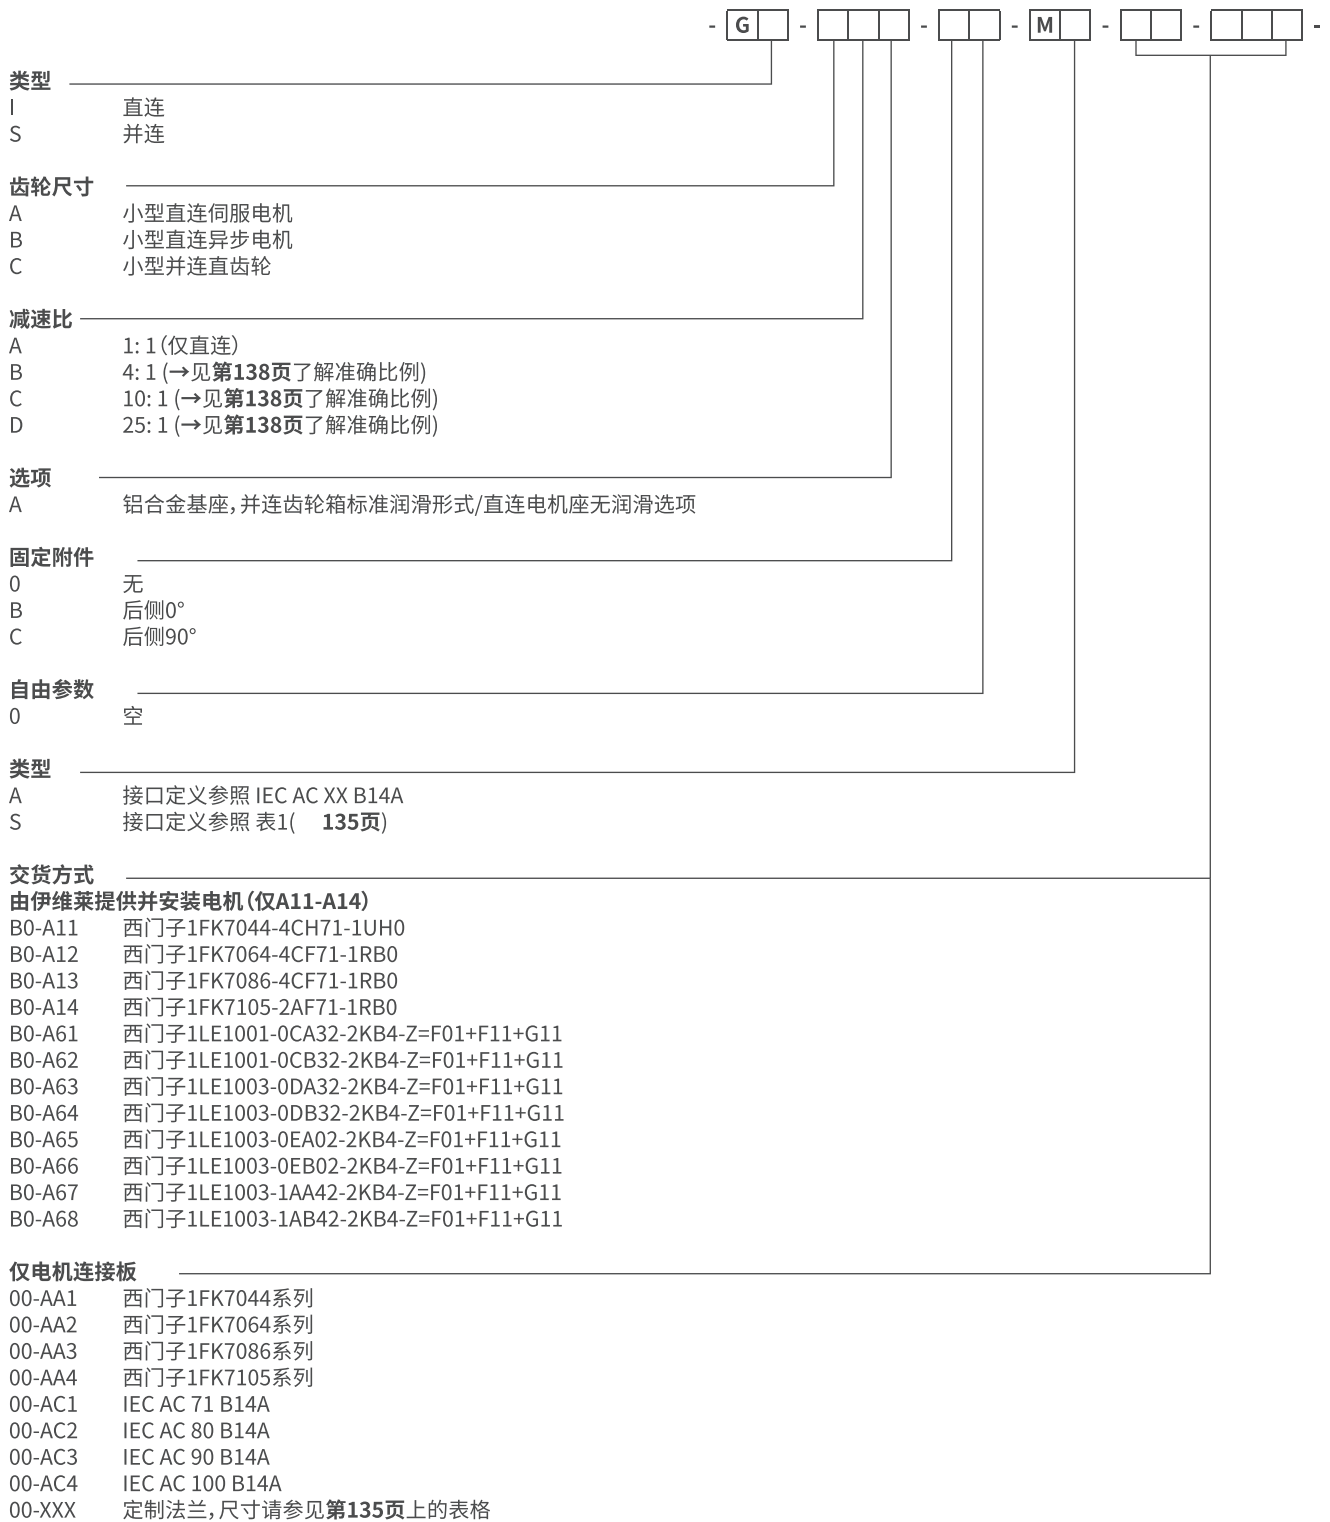 - G - - - M - - -
类型
I 直连
S 并连
齿轮尺寸
A 小型直连伺服电机
B 小型直连异步电机
C 小型并连直齿轮
减速比
A 1: 1（仅直连）
B 4: 1 (→见第138页了解准确比例)
C 10: 1 (→见第138页了解准确比例)
D 25: 1 (→见第138页了解准确比例)
选项
A 铝合金基座，并连齿轮箱标准润滑形式/直连电机座无润滑选项
固定附件
0 无
B 后侧0°
C 后侧90°
自由参数
0 空
类型
A 接口定义参照 IEC AC XX B14A
S 接口定义参照 表1( 135页)
交货方式
由伊维莱提供并安装电机（仅A11-A14）
B0-A11 西门子1FK7044-4CH71-1UH0
B0-A12 西门子1FK7064-4CF71-1RB0
B0-A13 西门子1FK7086-4CF71-1RB0
B0-A14 西门子1FK7105-2AF71-1RB0
B0-A61 西门子1LE1001-0CA32-2KB4-Z=F01+F11+G11
B0-A62 西门子1LE1001-0CB32-2KB4-Z=F01+F11+G11
B0-A63 西门子1LE1003-0DA32-2KB4-Z=F01+F11+G11
B0-A64 西门子1LE1003-0DB32-2KB4-Z=F01+F11+G11
B0-A65 西门子1LE1003-0EA02-2KB4-Z=F01+F11+G11
B0-A66 西门子1LE1003-0EB02-2KB4-Z=F01+F11+G11
B0-A67 西门子1LE1003-1AA42-2KB4-Z=F01+F11+G11
B0-A68 西门子1LE1003-1AB42-2KB4-Z=F01+F11+G11
仅电机连接板
00-AA1 西门子1FK7044系列
00-AA2 西门子1FK7064系列
00-AA3 西门子1FK7086系列
00-AA4 西门子1FK7105系列
00-AC1 IEC AC 71 B14A
00-AC2 IEC AC 80 B14A
00-AC3 IEC AC 90 B14A
00-AC4 IEC AC 100 B14A
00-XXX 定制法兰，尺寸请参见第135页上的表格